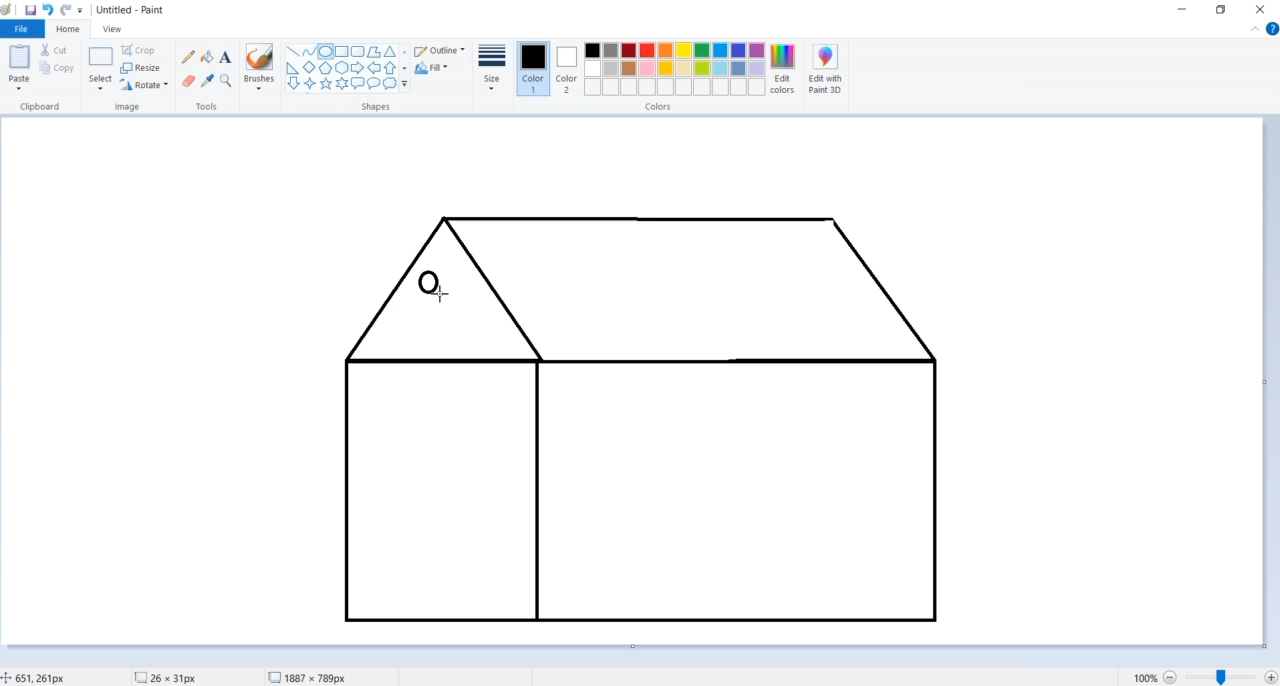 Untitled - Paint
File Home View
Paste
Cut
Copy
Clipboard
Select
Crop
Resize
Rotate
Image
Tools
Brushes
Outline
Fill
Shapes
Size
Color 1
Color 2
Edit colors
Colors
Edit with Paint 3D
651, 261px 26 × 31px 1887 × 789px 100%